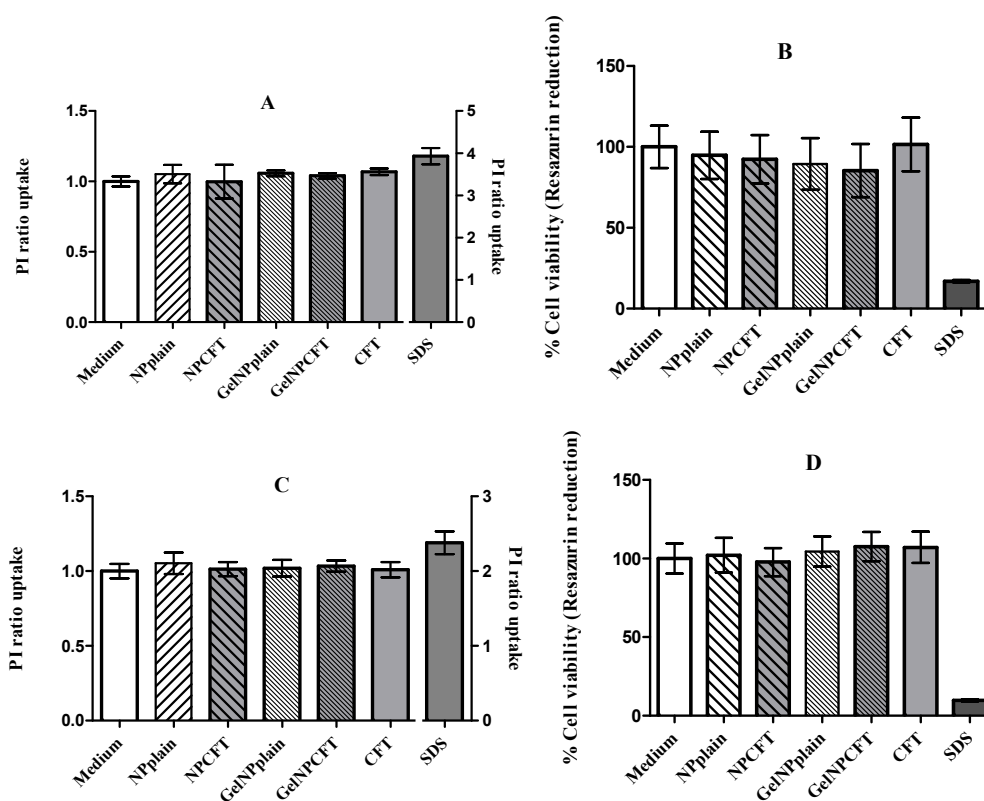 A
PI ratio uptake
1.5
1.0
0.5
0.0
5
4
3
2
1
0
PI ratio uptake
Medium
NPplain
NPCFT
GelNPplain
GelNPCFT
CFT
SDS
B
% Cell viability (Resazurin reduction)
150
100
50
0
Medium
NPplain
NPCFT
GelNPplain
GelNPCFT
CFT
SDS
C
PI ratio uptake
1.5
1.0
0.5
0.0
3
2
1
0
PI ratio uptake
Medium
NPplain
NPCFT
GelNPplain
GelNPCFT
CFT
SDS
D
% Cell viability (Resazurin reduction)
150
100
50
0
Medium
NPplain
NPCFT
GelNPplain
GelNPCFT
CFT
SDS